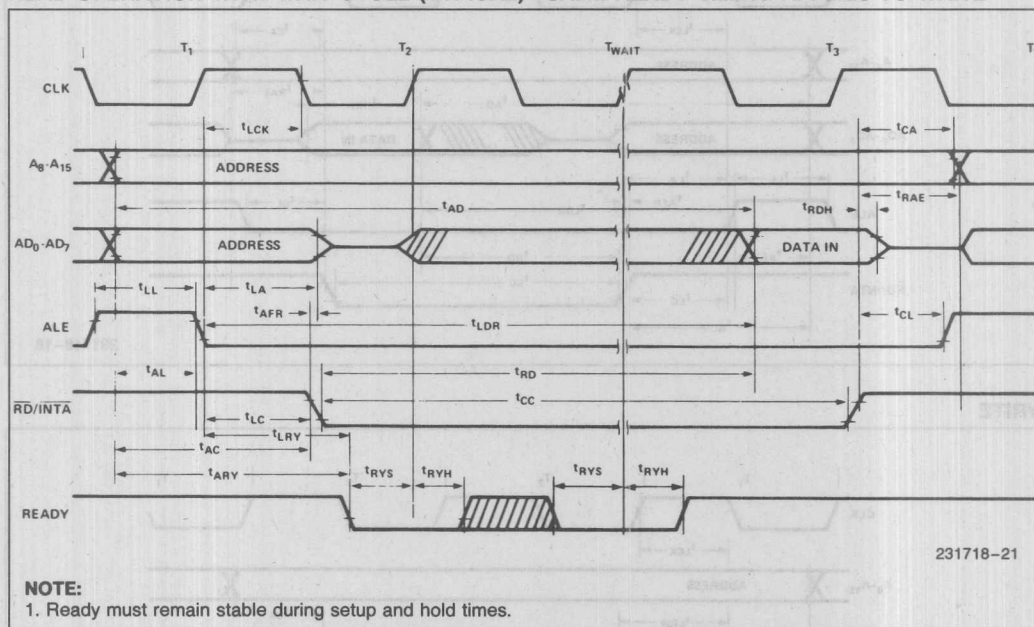 T1 T2 TWAIT T3 T
CLK
tLCK tCA
A8-A15 ADDRESS
tAD tRDH tRAE
AD0-AD7 ADDRESS DATA IN
tLL tLA tAFR tLDR tCL
ALE
tAL tRD
RD/INTA tLC tCC
tLRY
tAC
tARY tRYS tRYH tRYS tRYH
READY
231718-21
NOTE:
1. Ready must remain stable during setup and hold times.